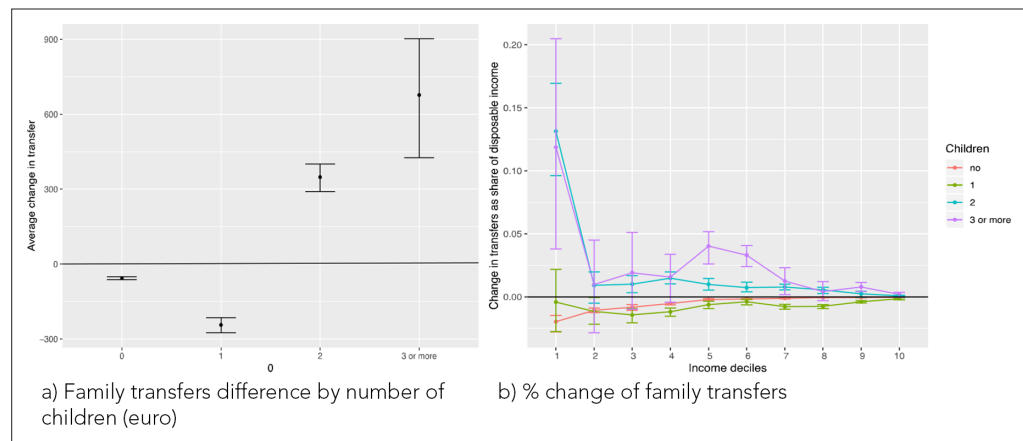 900
600
300
0
−300
Average change in transfer
0 1 2 3 or more
0
a) Family transfers difference by number of
children (euro)
0.20
0.15
0.10
0.05
0.00
Change in transfers as share of disposable income
1 2 3 4 5 6 7 8 9 10
Income deciles
Children
no
1
2
3 or more
b) % change of family transfers